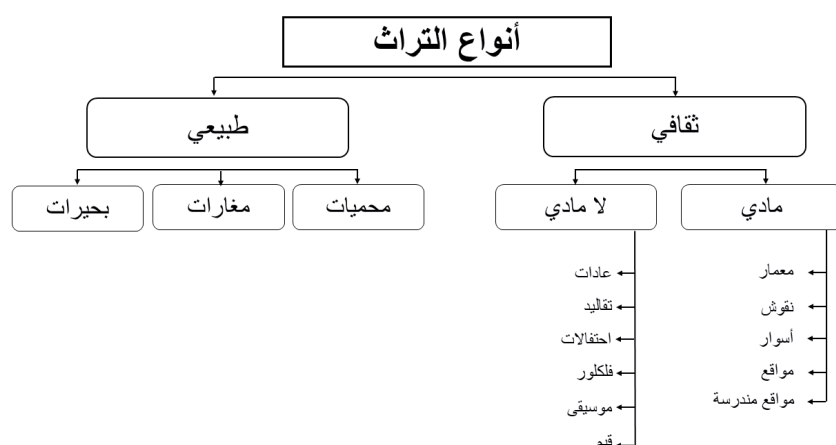 أنواع التراث
ثقافي
طبيعي
مادي
لا مادي
محميات
مغارات
بحيرات
معمار
نقوش
أسوار
مواقع
مواقع مندرسة
عادات
تقاليد
احتفالات
فلكلور
موسيقى
قيم